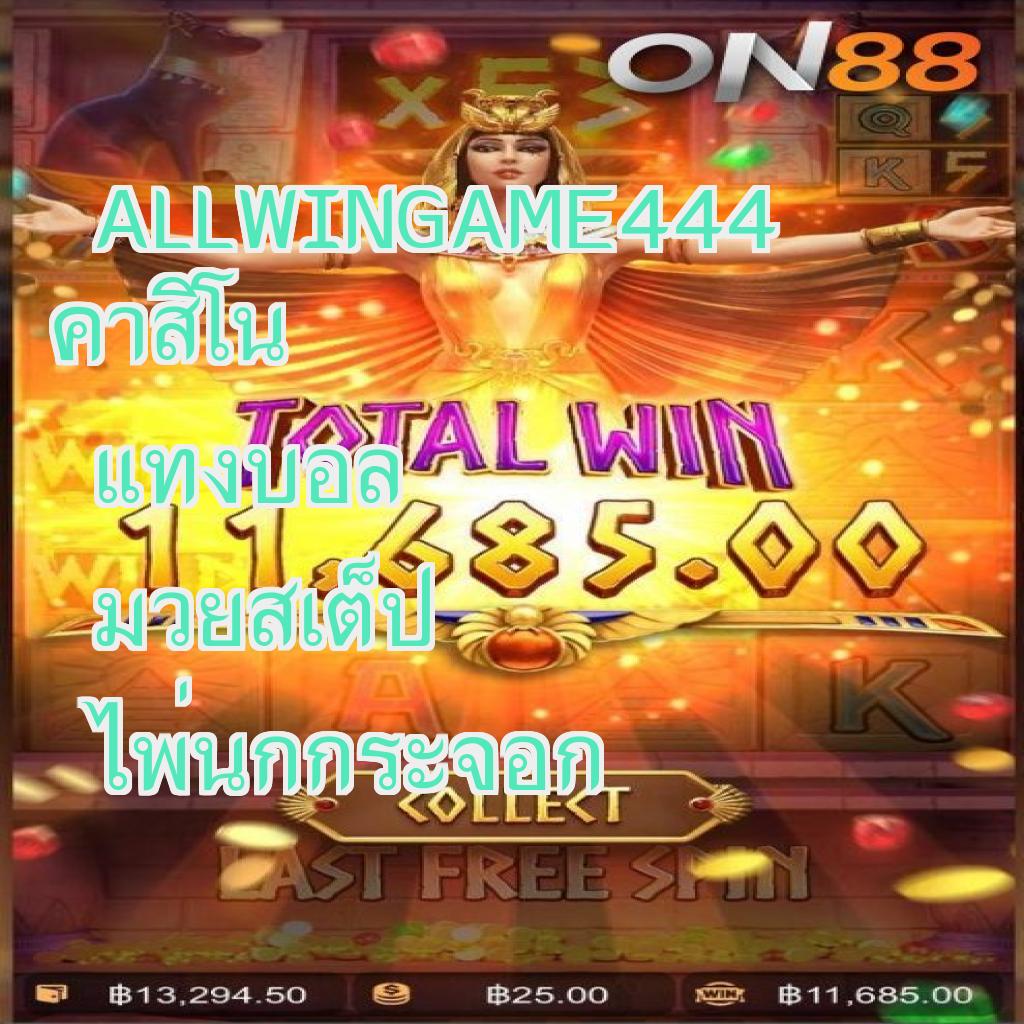 ON88
x53
Q
K
ALLWINGAME444
คาสิโน
TOTAL WIN
แทงบอล
11,685.00
มวยสเต็ป
A K
ไพ่นกกระจอก
COLLECT
LAST FREE SPIN
฿13,294.50 ฿25.00 WIN ฿11,685.00